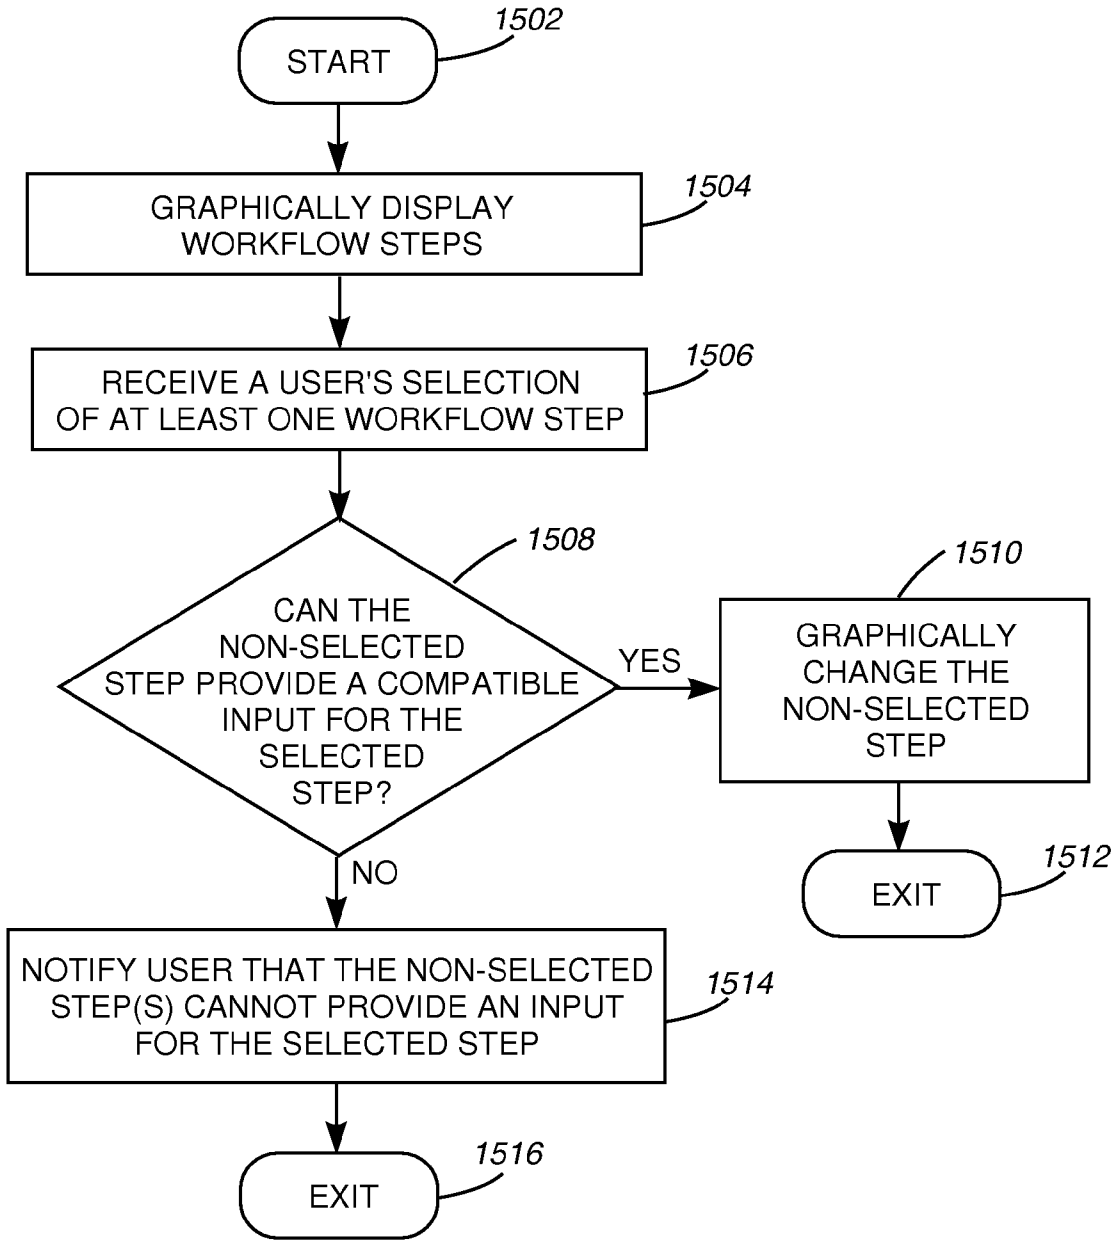 1502
START
1504
GRAPHICALLY DISPLAY
WORKFLOW STEPS
1506
RECEIVE A USER'S SELECTION
OF AT LEAST ONE WORKFLOW STEP
1508
CAN THE
NON-SELECTED
STEP PROVIDE A COMPATIBLE
INPUT FOR THE
SELECTED
STEP?
YES
1510
GRAPHICALLY
CHANGE THE
NON-SELECTED
STEP
1512
EXIT
NO
NOTIFY USER THAT THE NON-SELECTED
STEP(S) CANNOT PROVIDE AN INPUT
FOR THE SELECTED STEP
1514
1516
EXIT